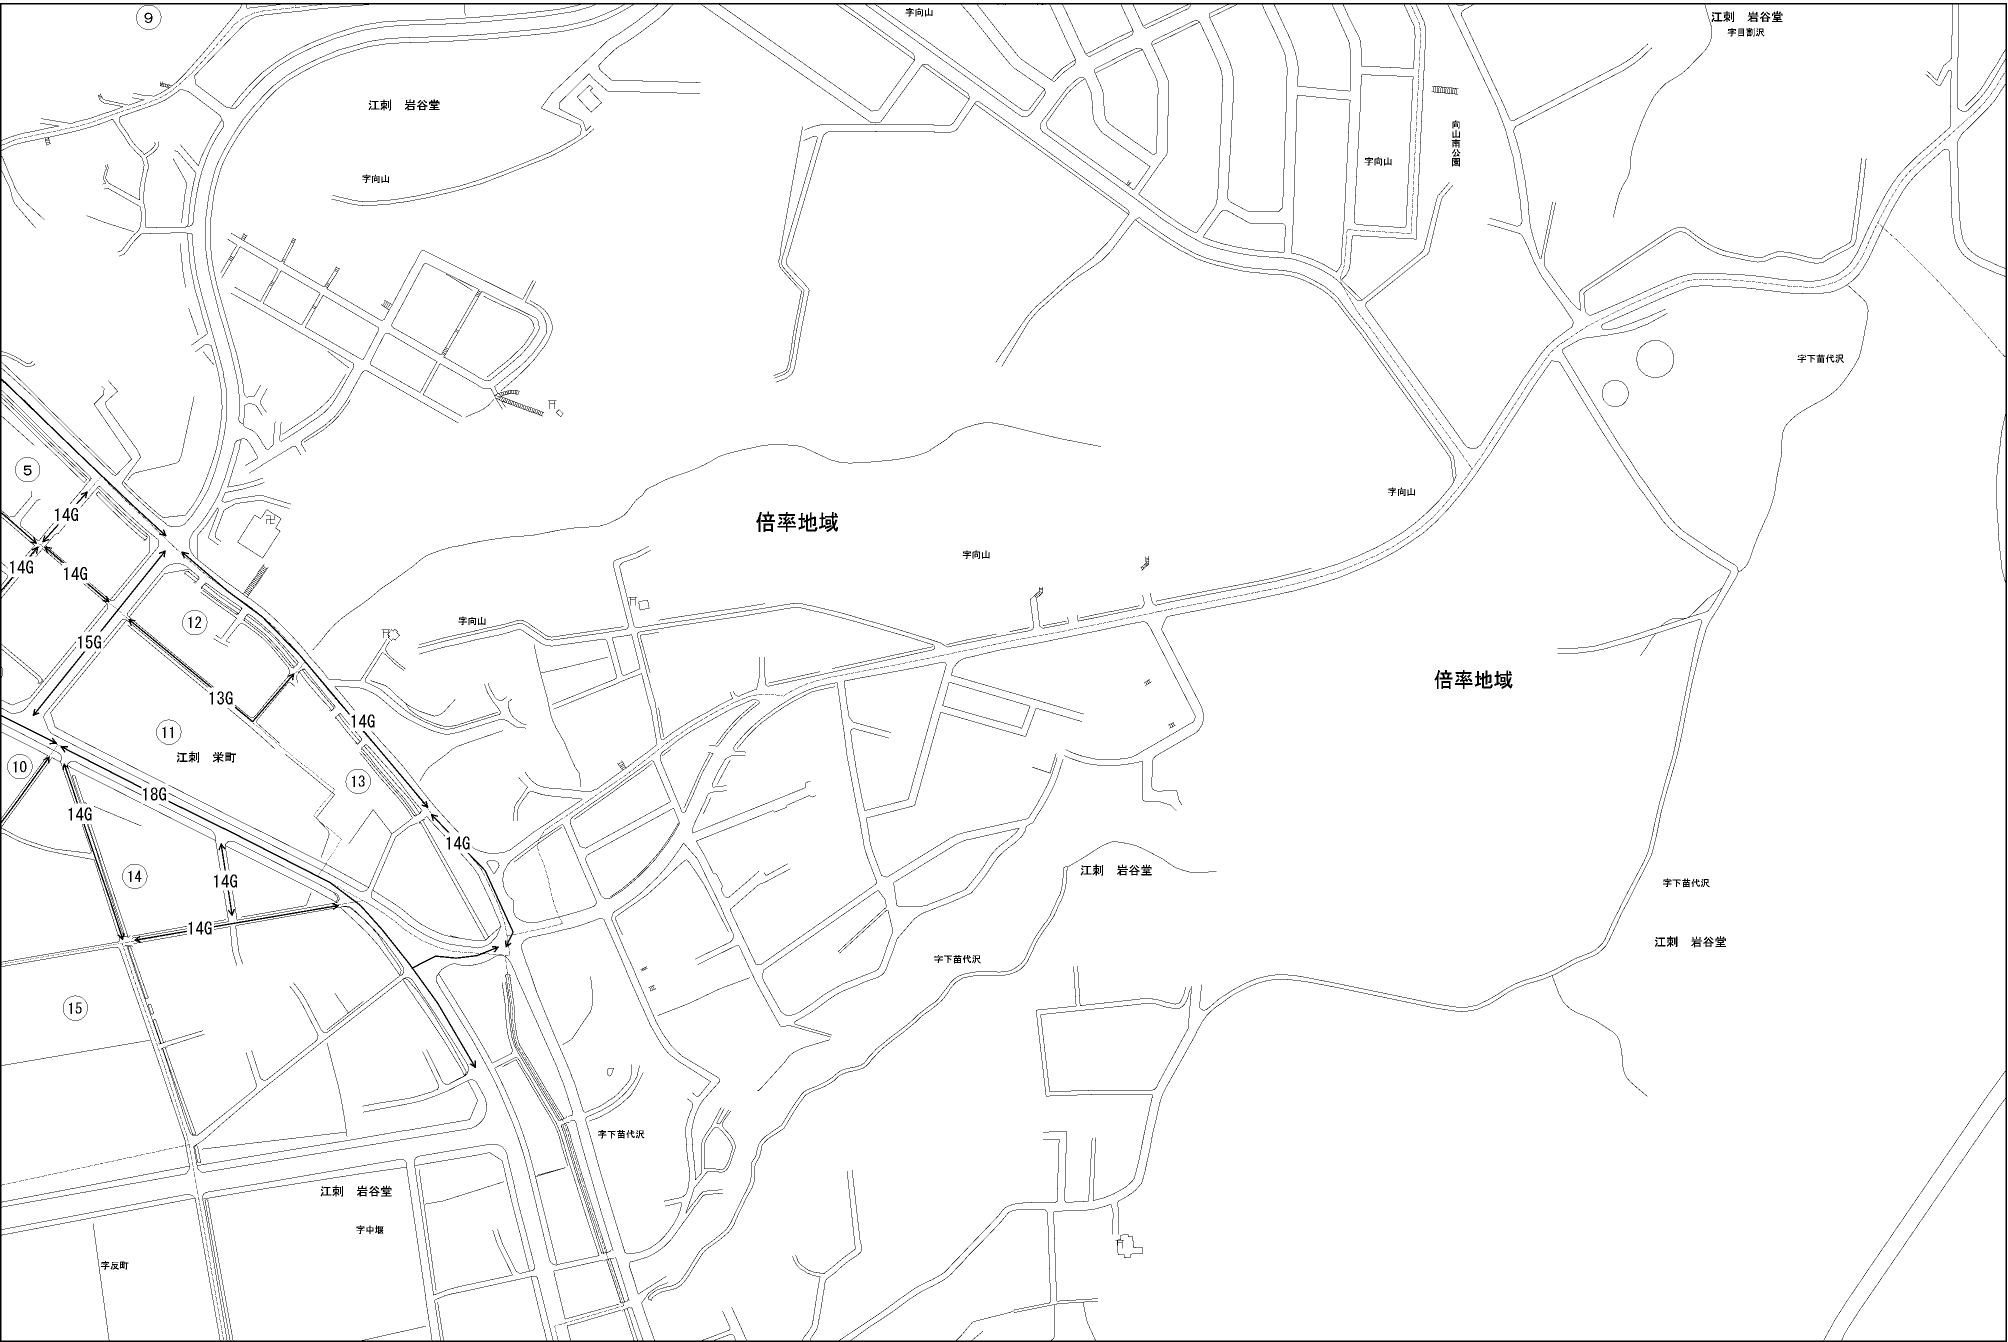 ⑨
字向山
江刺　岩谷堂
字目割沢
江刺　岩谷堂
向山南公園
字向山
字向山
字下苗代沢
⑤
14G
字向山
倍率地域
字向山
14G
14G
⑫
字向山
15G
倍率地域
13G
14G
⑪
江刺　栄町
⑩
⑬
18G
14G
14G
江刺　岩谷堂
⑭
14G
字下苗代沢
14G
江刺　岩谷堂
字下苗代沢
⑮
字下苗代沢
江刺　岩谷堂
字中堰
字反町